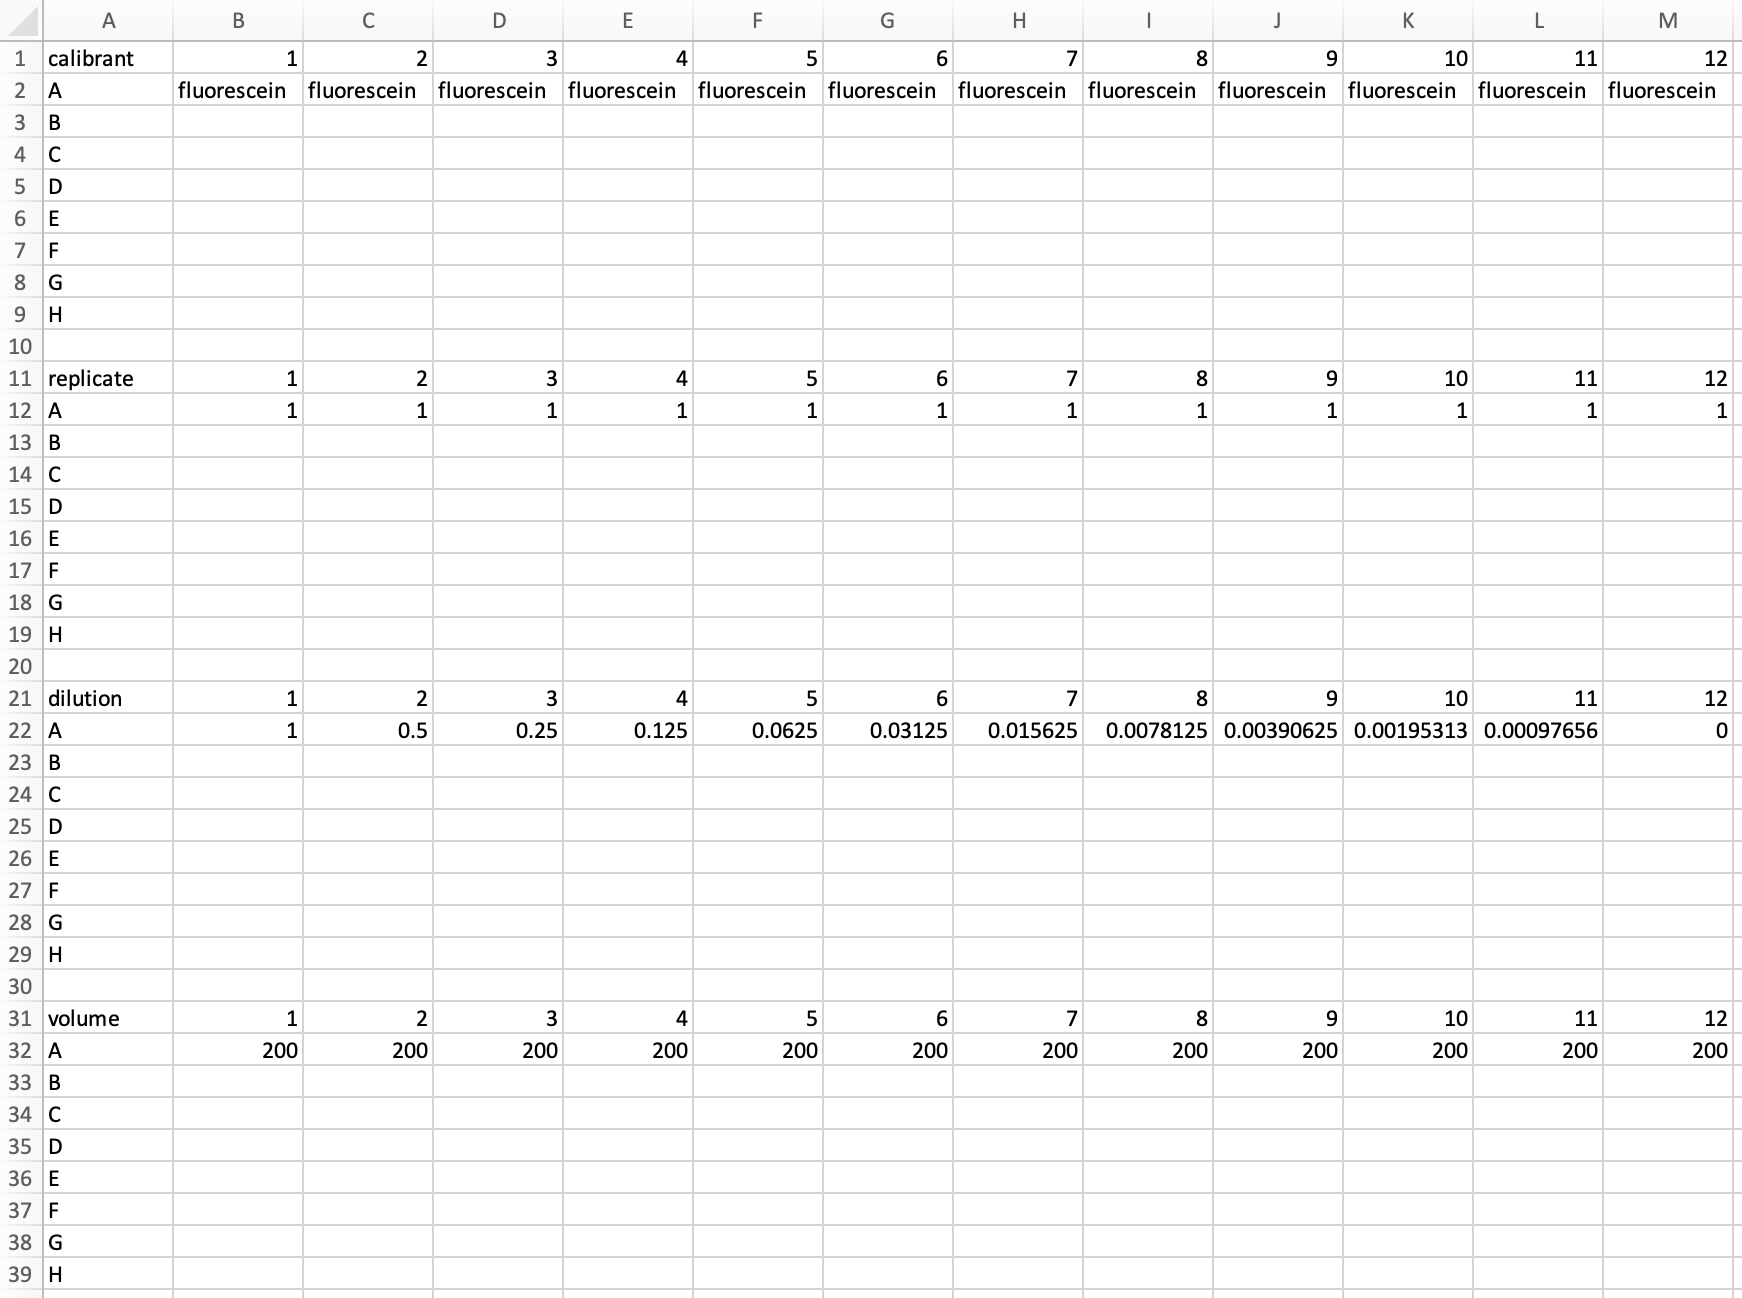 A B C D E F G H I J K L M
1 calibrant 1 2 3 4 5 6 7 8 9 10 11 12
2 A fluorescein fluorescein fluorescein fluorescein fluorescein fluorescein fluorescein fluorescein fluorescein fluorescein fluorescein fluorescein
3 B
4 C
5 D
6 E
7 F
8 G
9 H
10
11 replicate 1 2 3 4 5 6 7 8 9 10 11 12
12 A 1 1 1 1 1 1 1 1 1 1 1 1
13 B
14 C
15 D
16 E
17 F
18 G
19 H
20
21 dilution 1 2 3 4 5 6 7 8 9 10 11 12
22 A 1 0.5 0.25 0.125 0.0625 0.03125 0.015625 0.0078125 0.00390625 0.00195313 0.00097656 0
23 B
24 C
25 D
26 E
27 F
28 G
29 H
30
31 volume 1 2 3 4 5 6 7 8 9 10 11 12
32 A 200 200 200 200 200 200 200 200 200 200 200 200
33 B
34 C
35 D
36 E
37 F
38 G
39 H